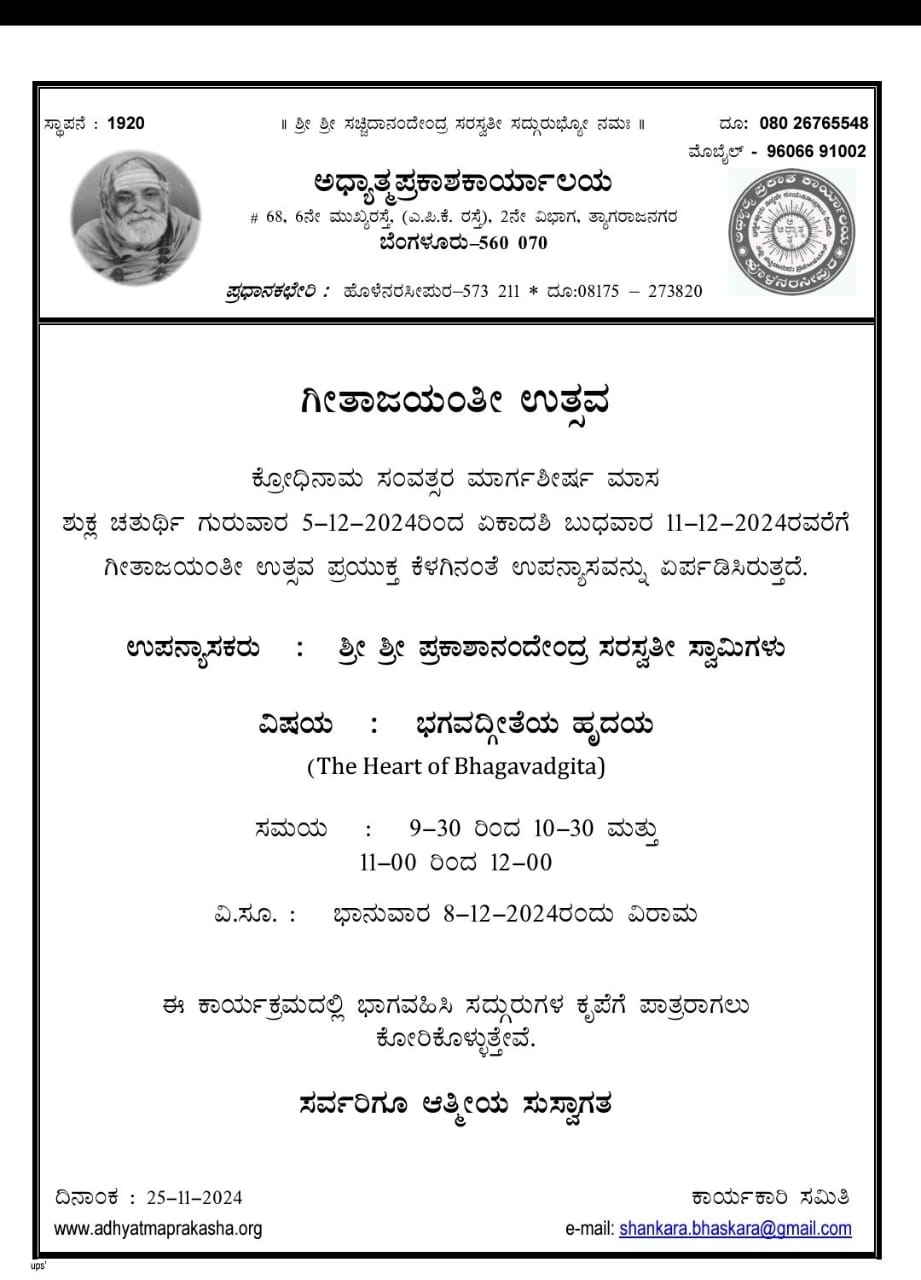 ಸ್ಥಾಪನೆ : 1920
॥ ಶ್ರೀ ಶ್ರೀ ಸಚ್ಚಿದಾನಂದೇಂದ್ರ ಸರಸ್ವತೀ ಸದ್ಗುರುಭ್ಯೋ ನಮಃ ॥
ದೂ: 080 26765548
ಮೊಬೈಲ್ - 96066 91002
ಅಧ್ಯಾತ್ಮಪ್ರಕಾಶಕಾರ್ಯಾಲಯ
# 68, 6ನೇ ಮುಖ್ಯರಸ್ತೆ, (ಎ.ಪಿ.ಕೆ. ರಸ್ತೆ), 2ನೇ ವಿಭಾಗ, ತ್ಯಾಗರಾಜನಗರ
ಬೆಂಗಳೂರು–560 070
ಪ್ರಧಾನಕಛೇರಿ : ಹೊಳೆನರಸೀಪುರ–573 211 * ದೂ:08175 – 273820
ಅಧ್ಯಾತ್ಮ ಪ್ರಕಾಶ ಕಾರ್ಯಾಲಯ
ಹೊಳೆನರಸೀಪುರ
ಗೀತಾಜಯಂತೀ ಉತ್ಸವ
ಕ್ರೋಧಿನಾಮ ಸಂವತ್ಸರ ಮಾರ್ಗಶೀರ್ಷ ಮಾಸ
ಶುಕ್ಲ ಚತುರ್ಥಿ ಗುರುವಾರ 5–12–2024ರಿಂದ ಏಕಾದಶಿ ಬುಧವಾರ 11–12–2024ರವರೆಗೆ
ಗೀತಾಜಯಂತೀ ಉತ್ಸವ ಪ್ರಯುಕ್ತ ಕೆಳಗಿನಂತೆ ಉಪನ್ಯಾಸವನ್ನು ಏರ್ಪಡಿಸಿರುತ್ತದೆ.
ಉಪನ್ಯಾಸಕರು : ಶ್ರೀ ಶ್ರೀ ಪ್ರಕಾಶಾನಂದೇಂದ್ರ ಸರಸ್ವತೀ ಸ್ವಾಮಿಗಳು
ವಿಷಯ : ಭಗವದ್ಗೀತೆಯ ಹೃದಯ
(The Heart of Bhagavadgita)
ಸಮಯ : 9–30 ರಿಂದ 10–30 ಮತ್ತು
11–00 ರಿಂದ 12–00
ವಿ.ಸೂ. : ಭಾನುವಾರ 8–12–2024ರಂದು ವಿರಾಮ
ಈ ಕಾರ್ಯಕ್ರಮದಲ್ಲಿ ಭಾಗವಹಿಸಿ ಸದ್ಗುರುಗಳ ಕೃಪೆಗೆ ಪಾತ್ರರಾಗಲು
ಕೋರಿಕೊಳ್ಳುತ್ತೇವೆ.
ಸರ್ವರಿಗೂ ಆತ್ಮೀಯ ಸುಸ್ವಾಗತ
ದಿನಾಂಕ : 25–11–2024
ಕಾರ್ಯಕಾರಿ ಸಮಿತಿ
www.adhyatmaprakasha.org
e-mail: shankara.bhaskara@gmail.com
ups'